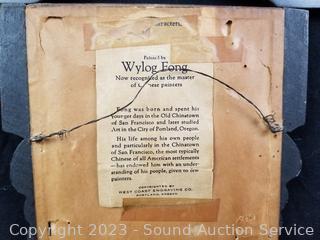 characters.
Painted by
Wylog Fong
Now recognized as the master
of Chinese painters
Fong was born and spent his
younger days in the Old Chinatown
of San Francisco and later studied
Art in the City of Portland, Oregon.
His life among his own people
and particularly in the Chinatown
of San Francisco, the most typically
Chinese of all American settlements
—has endowed him with an under-
standing of his people, given to few
painters.
COPYRIGHTED BY
WEST COAST ENGRAVING CO.
PORTLAND, OREGON
Copyright 2023 - Sound Auction Service